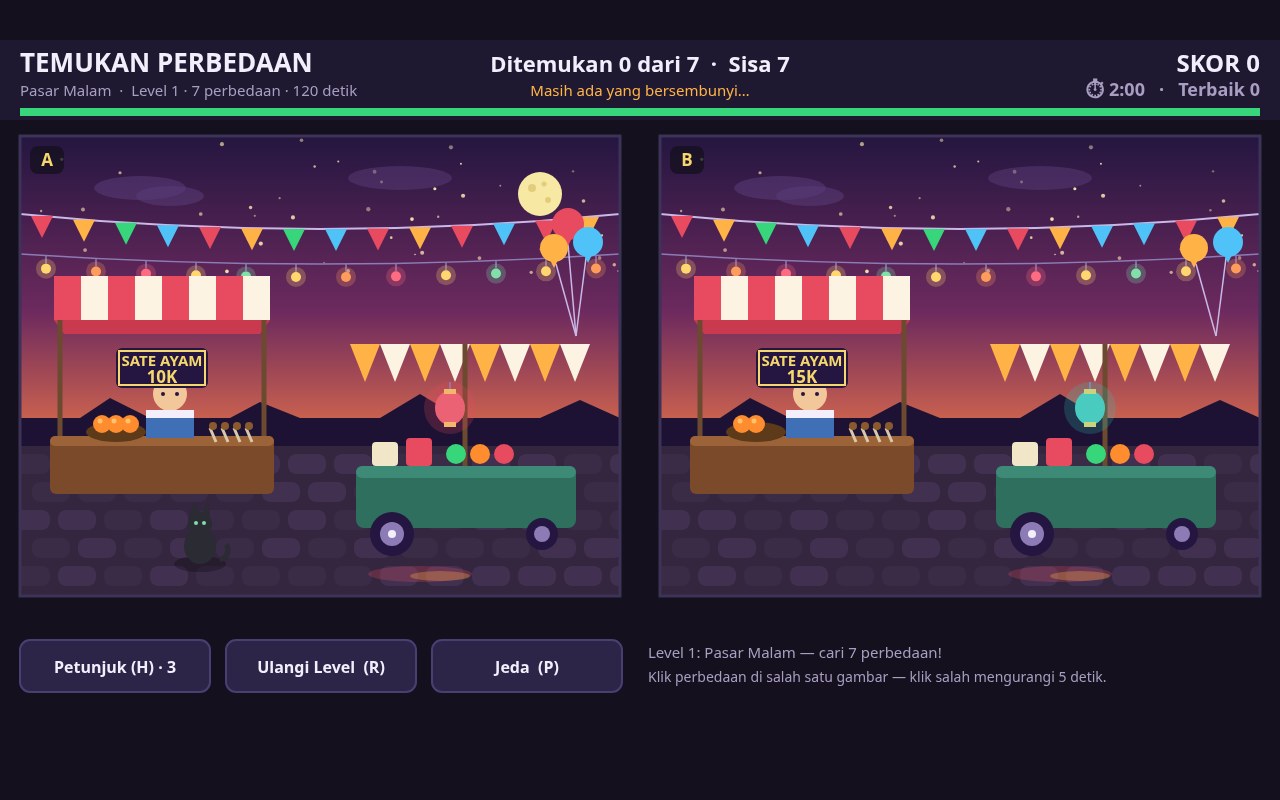 TEMUKAN PERBEDAAN
Pasar Malam · Level 1 · 7 perbedaan · 120 detik
Ditemukan 0 dari 7 · Sisa 7
Masih ada yang bersembunyi...
SKOR 0
⏱ 2:00 · Terbaik 0
A
SATE AYAM
10K
B
SATE AYAM
15K
Petunjuk (H) · 3
Ulangi Level (R)
Jeda (P)
Level 1: Pasar Malam — cari 7 perbedaan!
Klik perbedaan di salah satu gambar — klik salah mengurangi 5 detik.